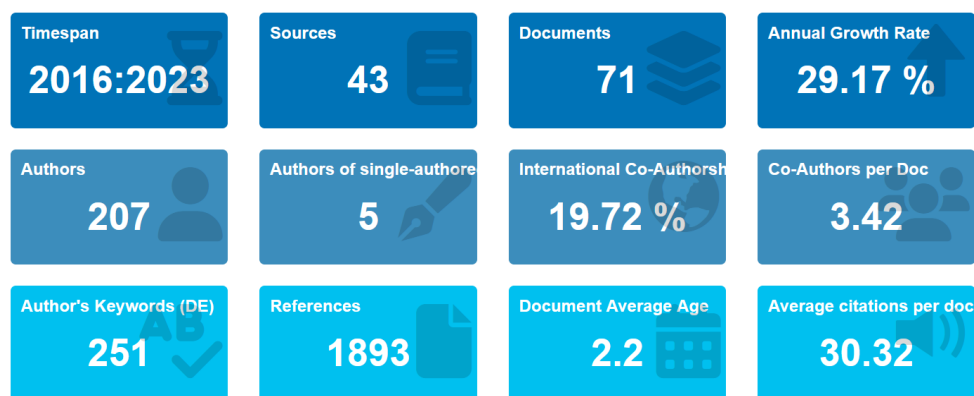 Timespan
2016:2023
Sources
43
Documents
71
Annual Growth Rate
29.17 %
Authors
207
Authors of single-authore
5
International Co-Authorsh
19.72 %
Co-Authors per Doc
3.42
Author's Keywords (DE)
251
References
1893
Document Average Age
2.2
Average citations per doc
30.32
AB